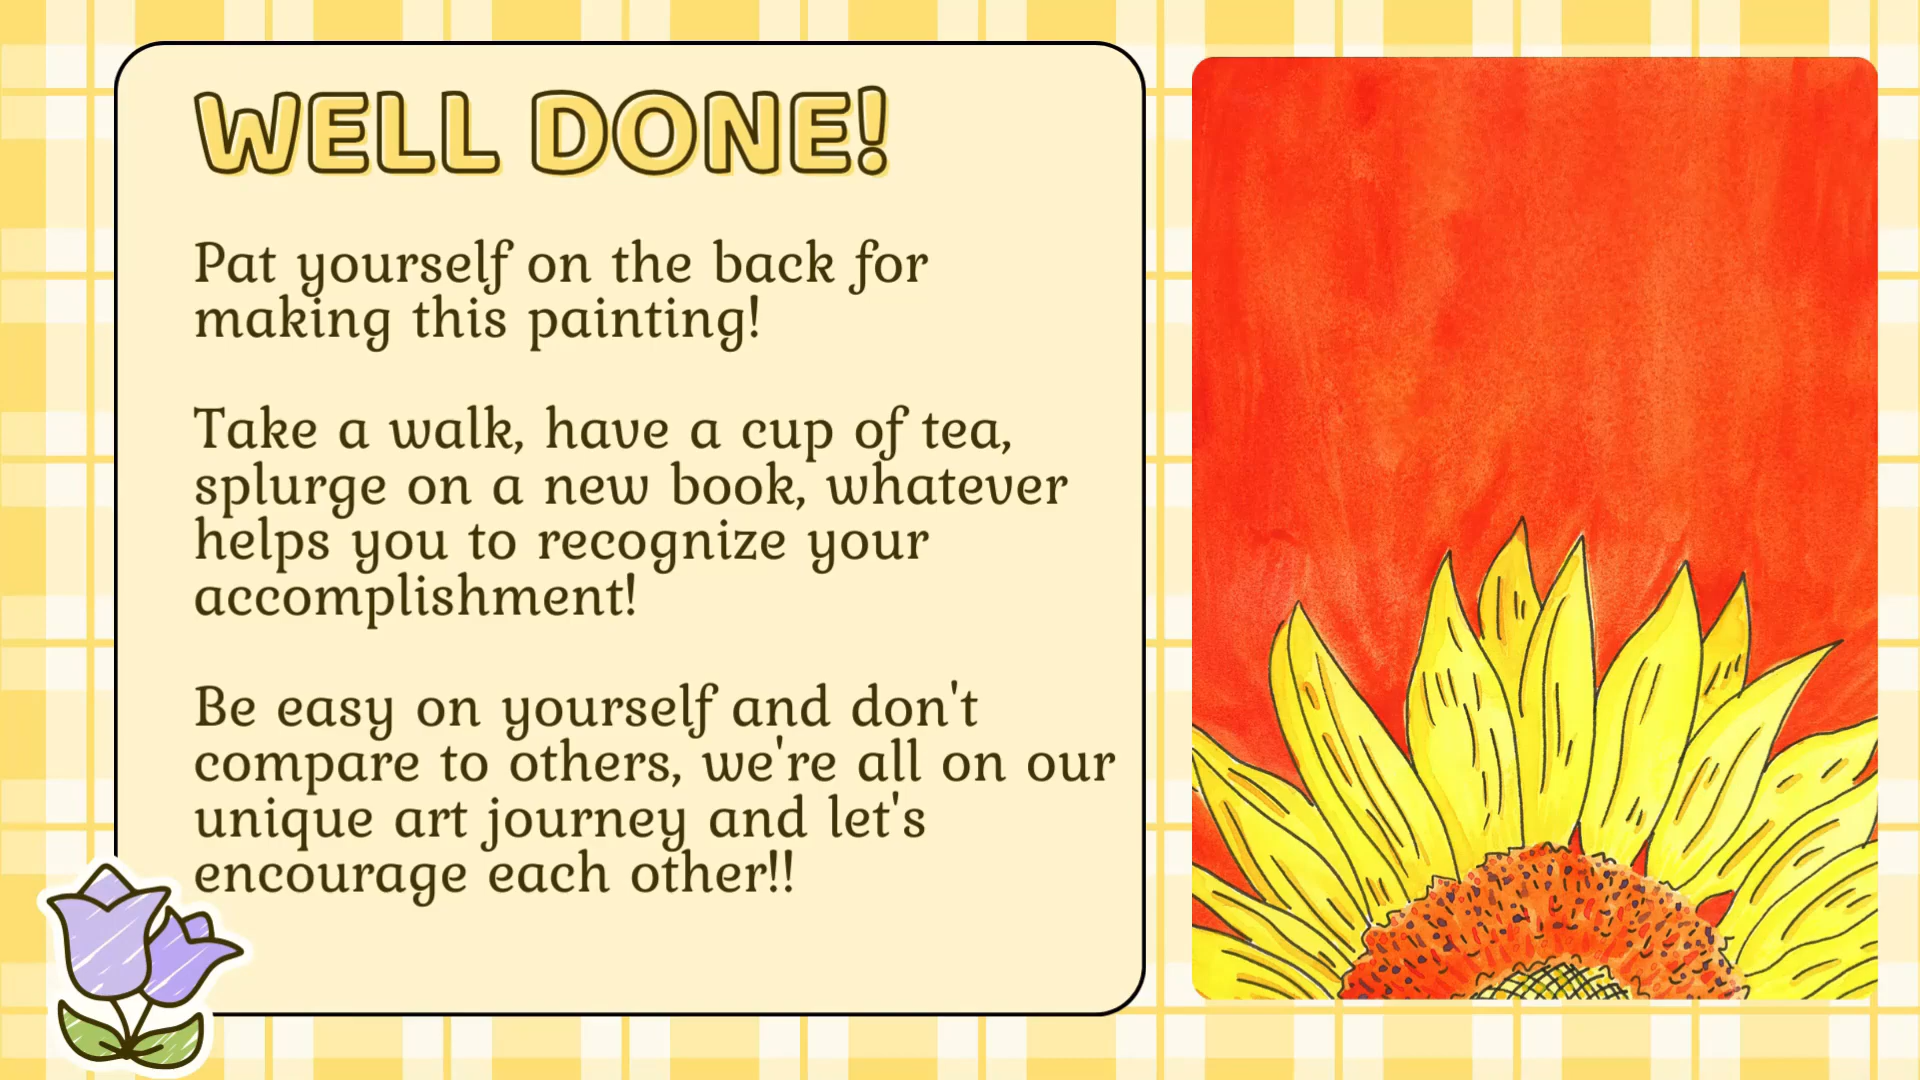 WELL DONE!
Pat yourself on the back for
making this painting!
Take a walk, have a cup of tea,
splurge on a new book, whatever
helps you to recognize your
accomplishment!
Be easy on yourself and don't
compare to others, we're all on our
unique art journey and let's
encourage each other!!